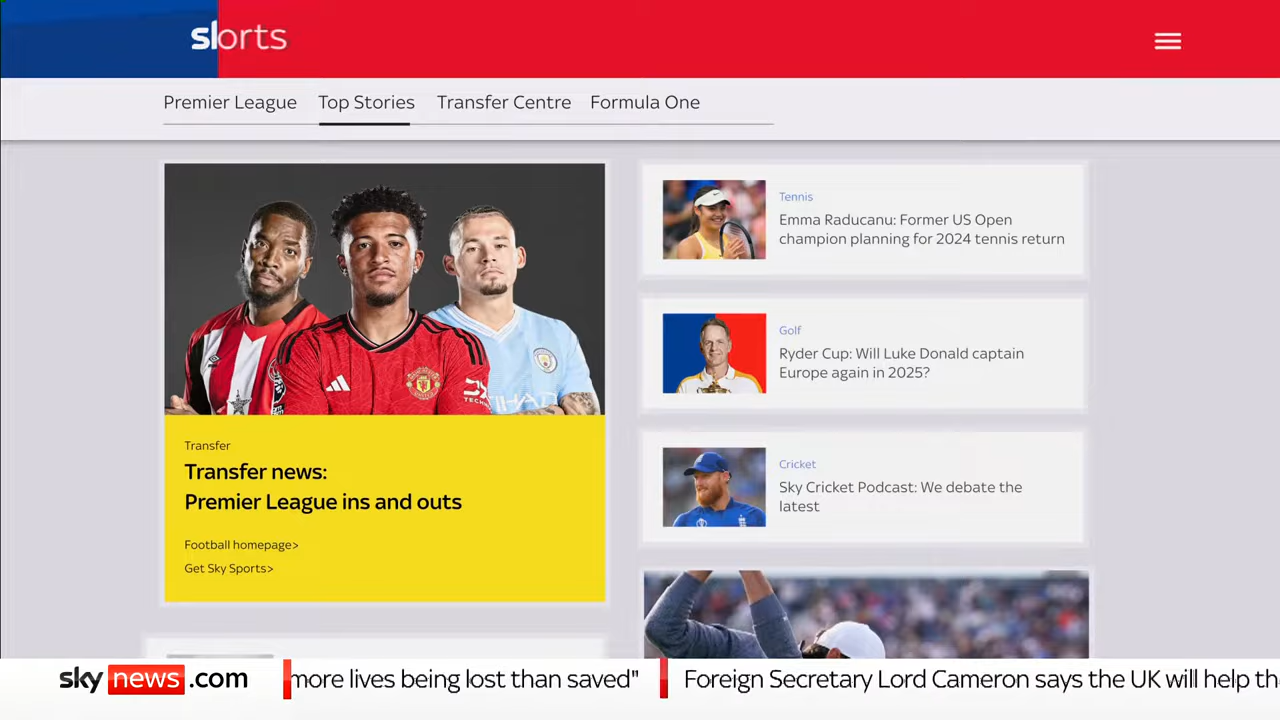 slorts
Premier League Top Stories Transfer Centre Formula One
Transfer
Transfer news:
Premier League ins and outs
Football homepage>
Get Sky Sports>
Tennis
Emma Raducanu: Former US Open
champion planning for 2024 tennis return
Golf
Ryder Cup: Will Luke Donald captain
Europe again in 2025?
Cricket
Sky Cricket Podcast: We debate the
latest
sky news.com more lives being lost than saved" Foreign Secretary Lord Cameron says the UK will help th